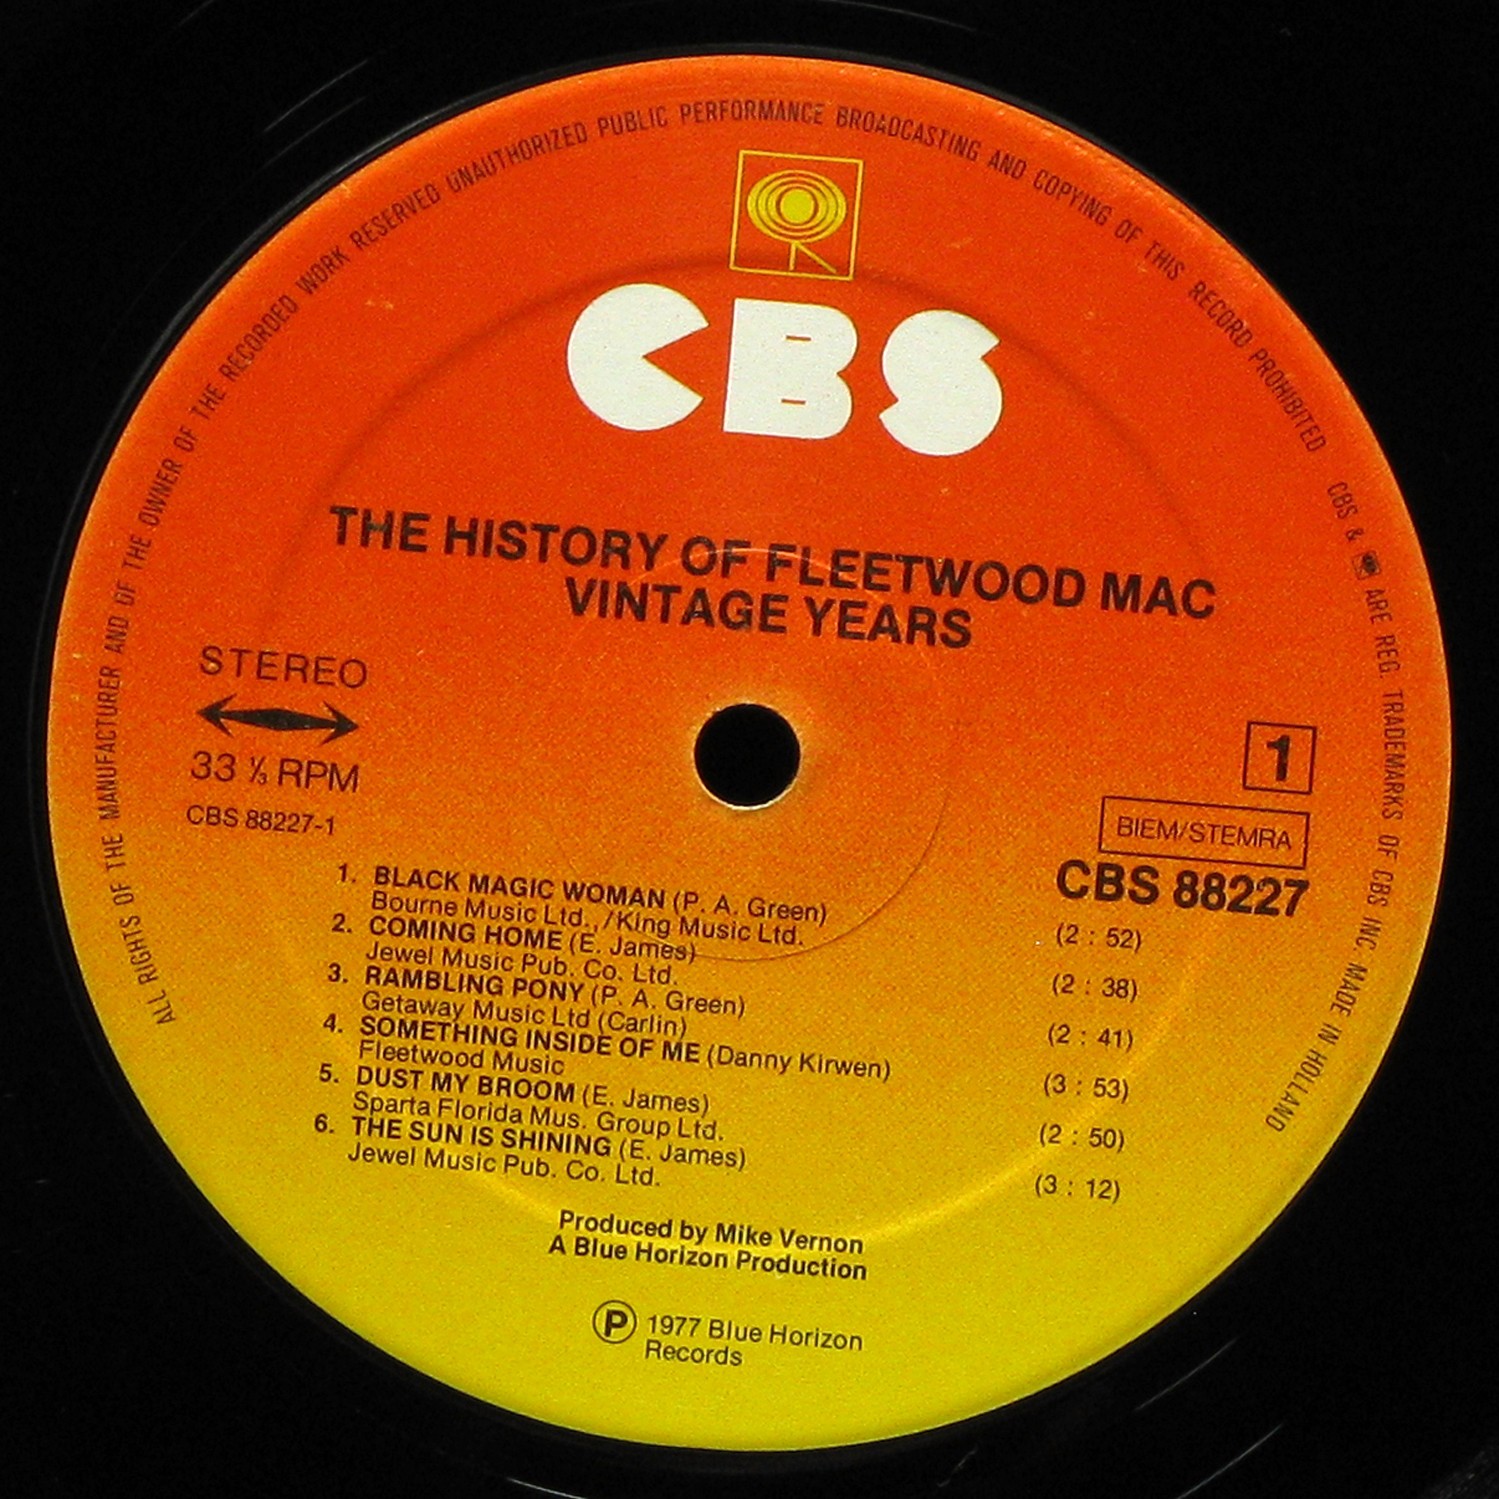 ALL RIGHTS OF THE MANUFACTURER AND OF THE OWNER OF THE RECORDED WORK RESERVED UNAUTHORIZED PUBLIC PERFORMANCE BROADCASTING AND COPYING OF THIS RECORD PROHIBITED CBS & ARE REG. TRADEMARKS OF CBS INC. MADE IN HOLLAND
CBS
THE HISTORY OF FLEETWOOD MAC
VINTAGE YEARS
STEREO
33 ⅓ RPM
CBS 88227-1
1
BIEM/STEMRA
CBS 88227
1. BLACK MAGIC WOMAN (P. A. Green) (2 : 52)
Bourne Music Ltd., /King Music Ltd.
2. COMING HOME (E. James) (2 : 38)
Jewel Music Pub. Co. Ltd.
3. RAMBLING PONY (P. A. Green) (2 : 41)
Getaway Music Ltd (Carlin)
4. SOMETHING INSIDE OF ME (Danny Kirwen) (3 : 53)
Fleetwood Music
5. DUST MY BROOM (E. James) (2 : 50)
Sparta Florida Mus. Group Ltd.
6. THE SUN IS SHINING (E. James) (3 : 12)
Jewel Music Pub. Co. Ltd.
Produced by Mike Vernon
A Blue Horizon Production
Ⓟ 1977 Blue Horizon
Records